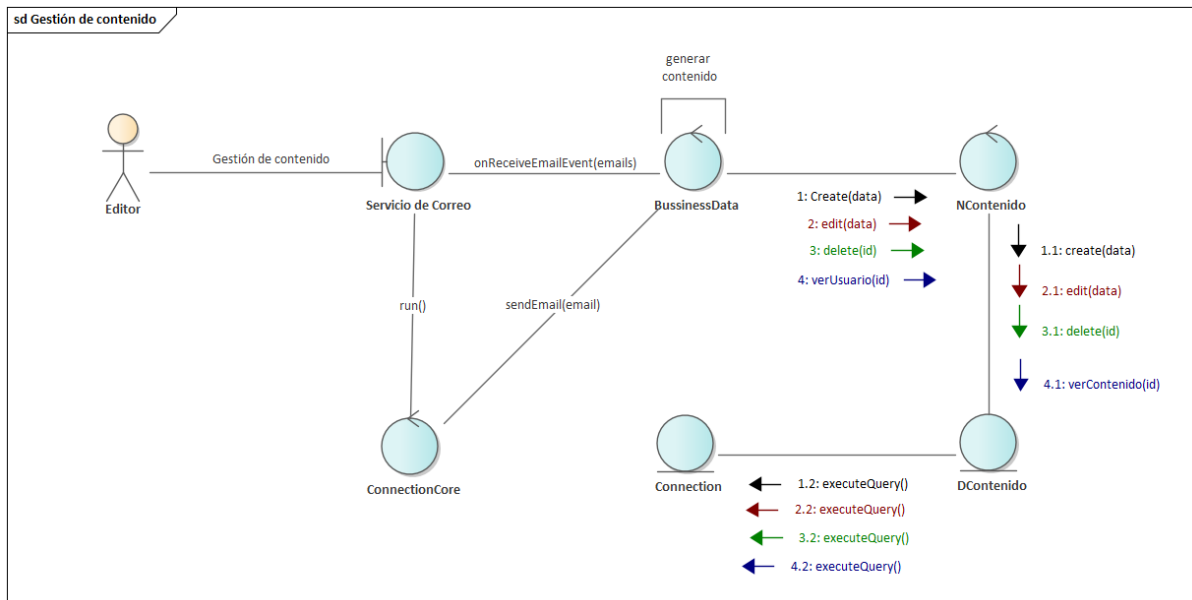 sd Gestión de contenido
generar
contenido
Gestión de contenido
onReceiveEmailEvent(emails)
Editor
Servicio de Correo
BussinessData
NContenido
1: Create(data)
2: edit(data)
3: delete(id)
4: verUsuario(id)
1.1: create(data)
2.1: edit(data)
3.1: delete(id)
4.1: verContenido(id)
run()
sendEmail(email)
ConnectionCore
Connection
DContenido
1.2: executeQuery()
2.2: executeQuery()
3.2: executeQuery()
4.2: executeQuery()